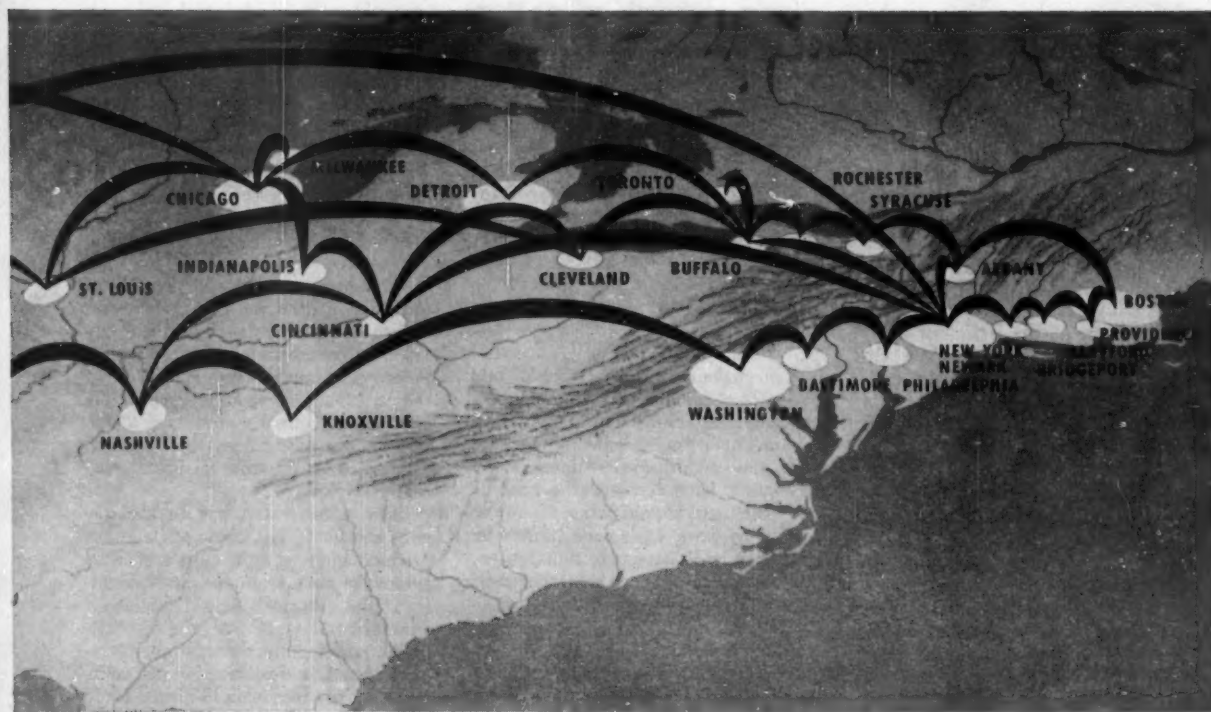 MILWAUKEE
CHICAGO
DETROIT
TORONTO
ROCHESTER
SYRACUSE
ST. LOUIS
INDIANAPOLIS
CLEVELAND
BUFFALO
ALBANY
BOSTON
CINCINNATI
PROVIDENCE
HARTFORD
BRIDGEPORT
NEW YORK
NEWARK
BALTIMORE PHILADELPHIA
WASHINGTON
NASHVILLE
KNOXVILLE